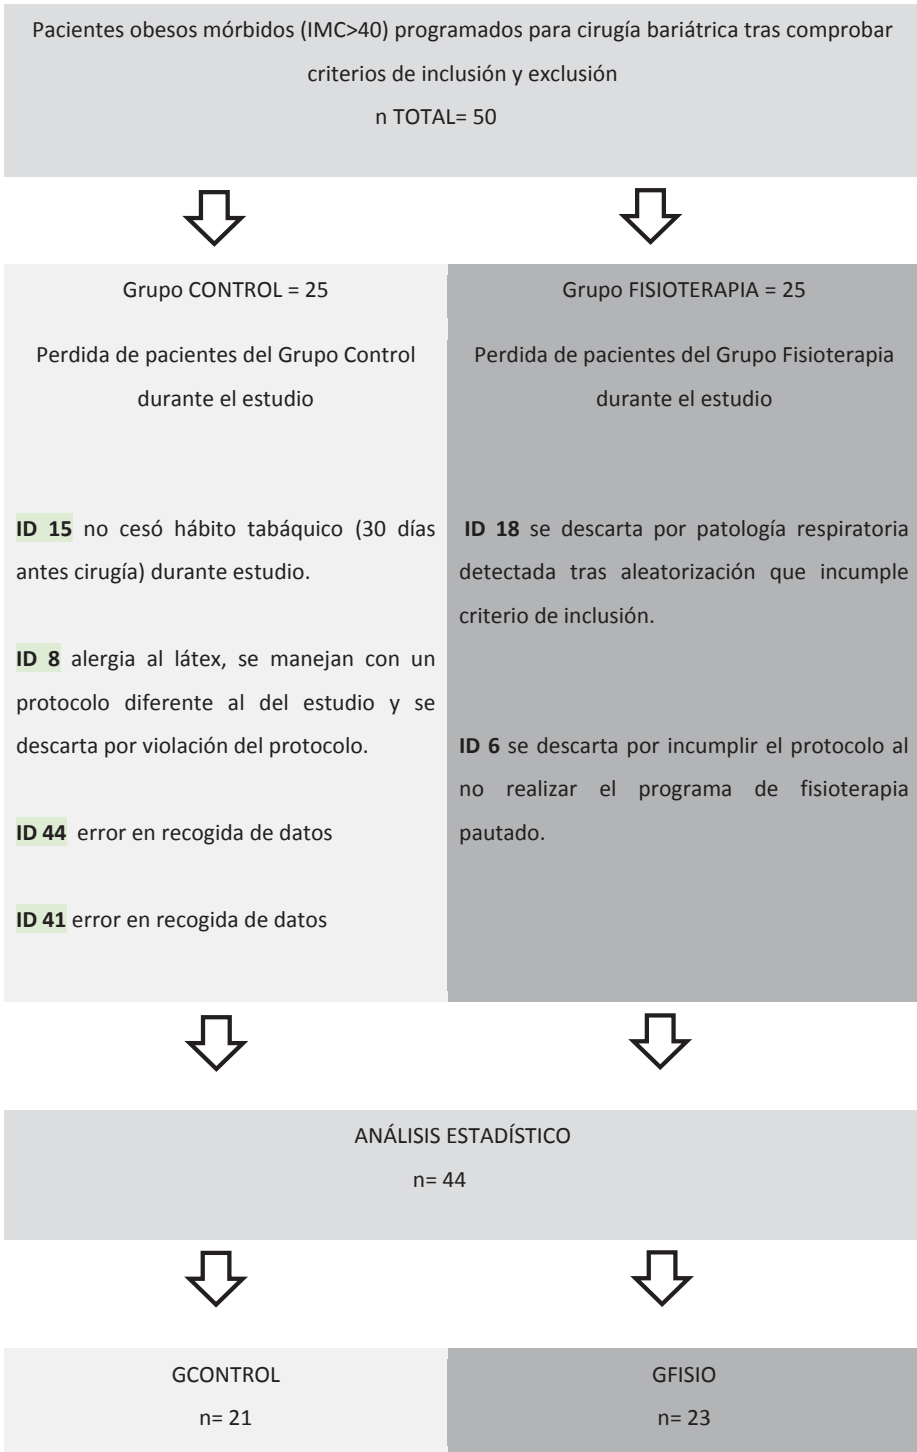 Pacientes obesos mórbidos (IMC>40) programados para cirugía bariátrica tras comprobar
criterios de inclusión y exclusión
n TOTAL= 50
Grupo CONTROL = 25
Perdida de pacientes del Grupo Control
durante el estudio
ID 15 no cesó hábito tabáquico (30 días
antes cirugía) durante estudio.
ID 8 alergia al látex, se manejan con un
protocolo diferente al del estudio y se
descarta por violación del protocolo.
ID 44 error en recogida de datos
ID 41 error en recogida de datos
Grupo FISIOTERAPIA = 25
Perdida de pacientes del Grupo Fisioterapia
durante el estudio
ID 18 se descarta por patología respiratoria
detectada tras aleatorización que incumple
criterio de inclusión.
ID 6 se descarta por incumplir el protocolo al
no realizar el programa de fisioterapia
pautado.
ANÁLISIS ESTADÍSTICO
n= 44
GCONTROL
n= 21
GFISIO
n= 23